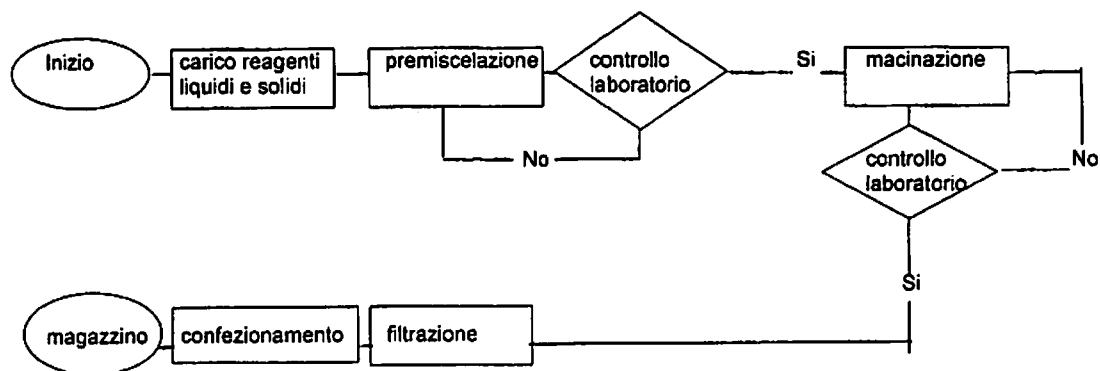 Inizio
carico reagenti
liquidi e solidi
premiscelazione
controllo
laboratorio
Si
macinazione
No
controllo
laboratorio
No
Si
magazzino
confezionamento
filtrazione